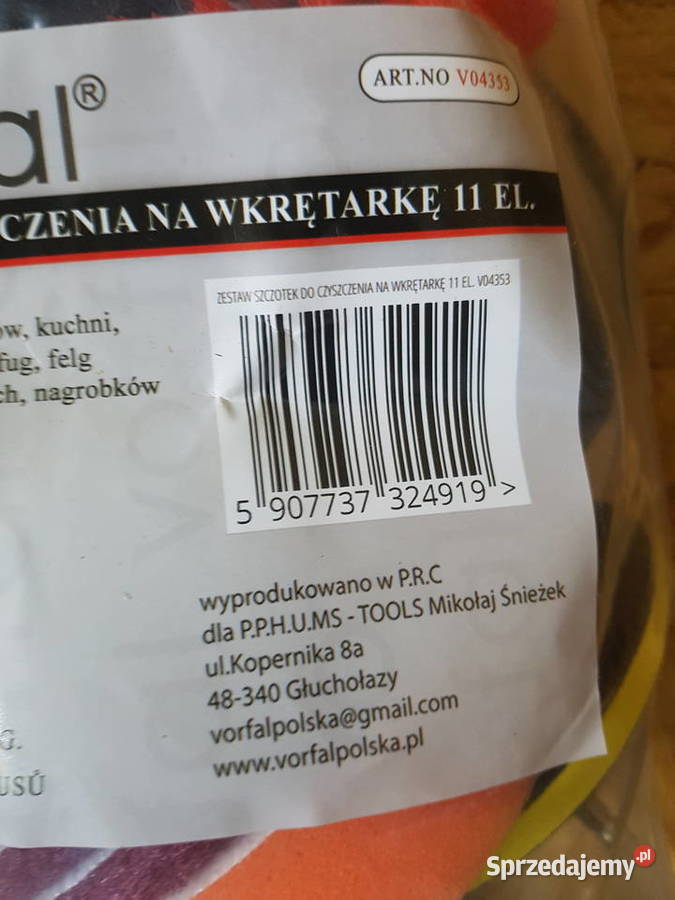 ART.NO V04353
al®
CZENIA NA WKRĘTARKĘ 11 EL.
ZESTAW SZCZOTEK DO CZYSZCZENIA NA WKRĘTARKĘ 11 EL. V04353
ów, kuchni,
fug, felg
ch, nagrobków
5 907737 324919 >
wyprodukowano w P.R.C
dla P.P.H.U.MS - TOOLS Mikołaj Śnieżek
ul.Kopernika 8a
48-340 Głuchołazy
vorfalpolska@gmail.com
www.vorfalpolska.pl
G.
USÚ
Sprzedajemy.pl